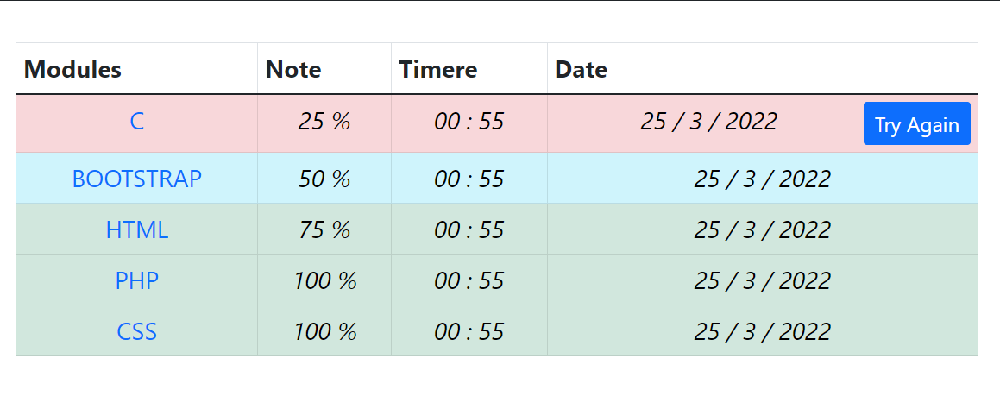 Modules Note Timere Date
C 25 % 00 : 55 25 / 3 / 2022 Try Again
BOOTSTRAP 50 % 00 : 55 25 / 3 / 2022
HTML 75 % 00 : 55 25 / 3 / 2022
PHP 100 % 00 : 55 25 / 3 / 2022
CSS 100 % 00 : 55 25 / 3 / 2022